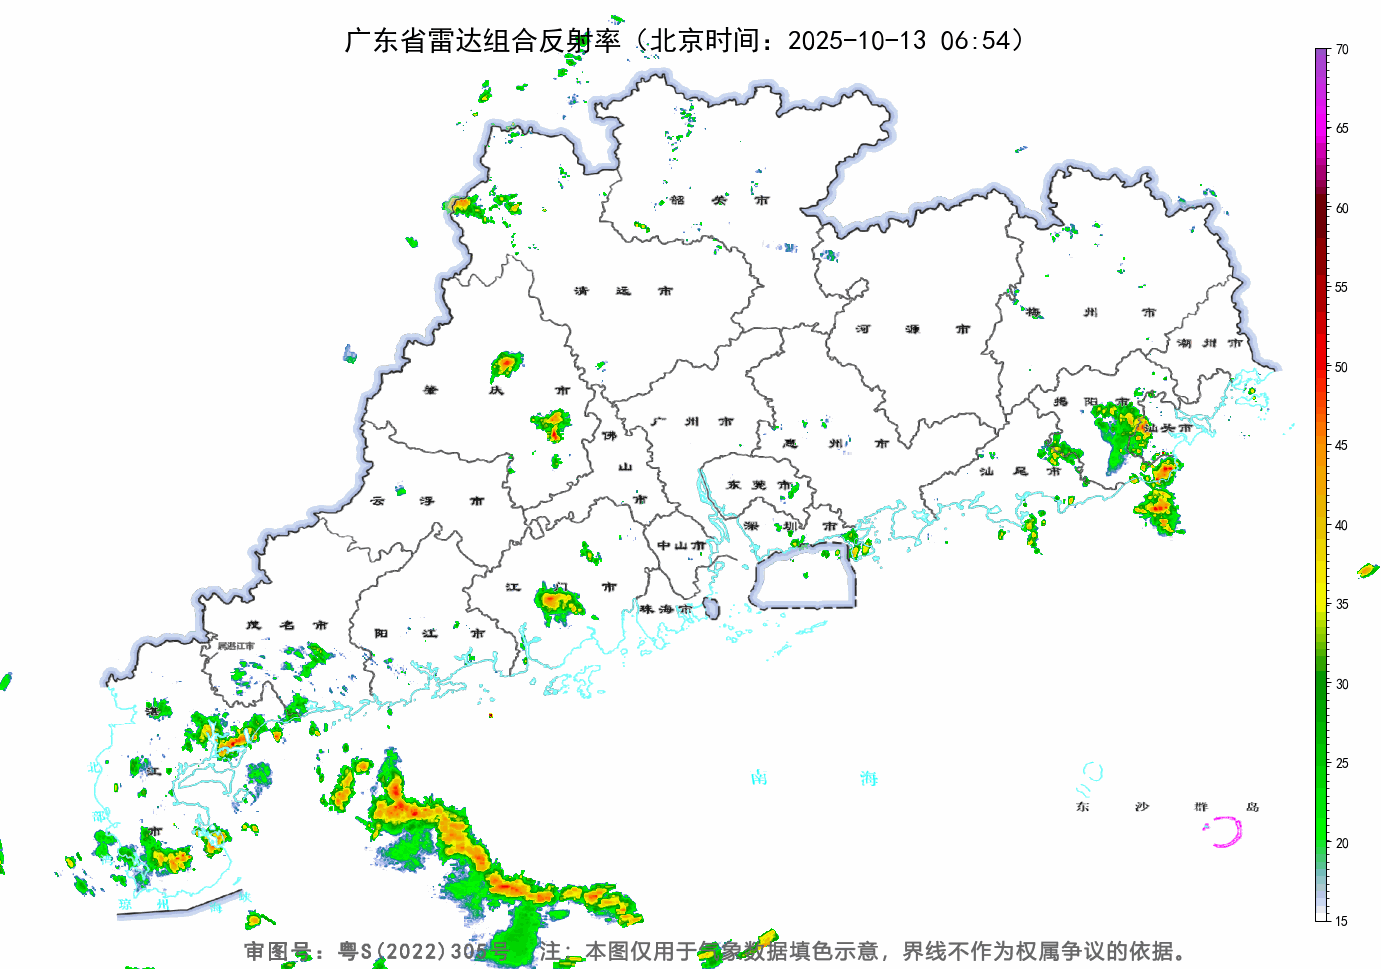 广东省雷达组合反射率（北京时间：2025-10-13 06:54）
70
65
60
55
50
45
40
35
30
25
20
15
韶关市
清远市
河源市
梅州市
潮州市
肇庆市
揭阳市
汕头市
广州市
佛山市
惠州市
汕尾市
东莞市
云浮市
深圳市
中山市
江门市
珠海市
茂名市
阳江市
属湛江市
湛江市
北部
南海
东沙群岛
琼州海峡
审图号：粤S(2022)305号 注：本图仅用于气象数据填色示意，界线不作为权属争议的依据。